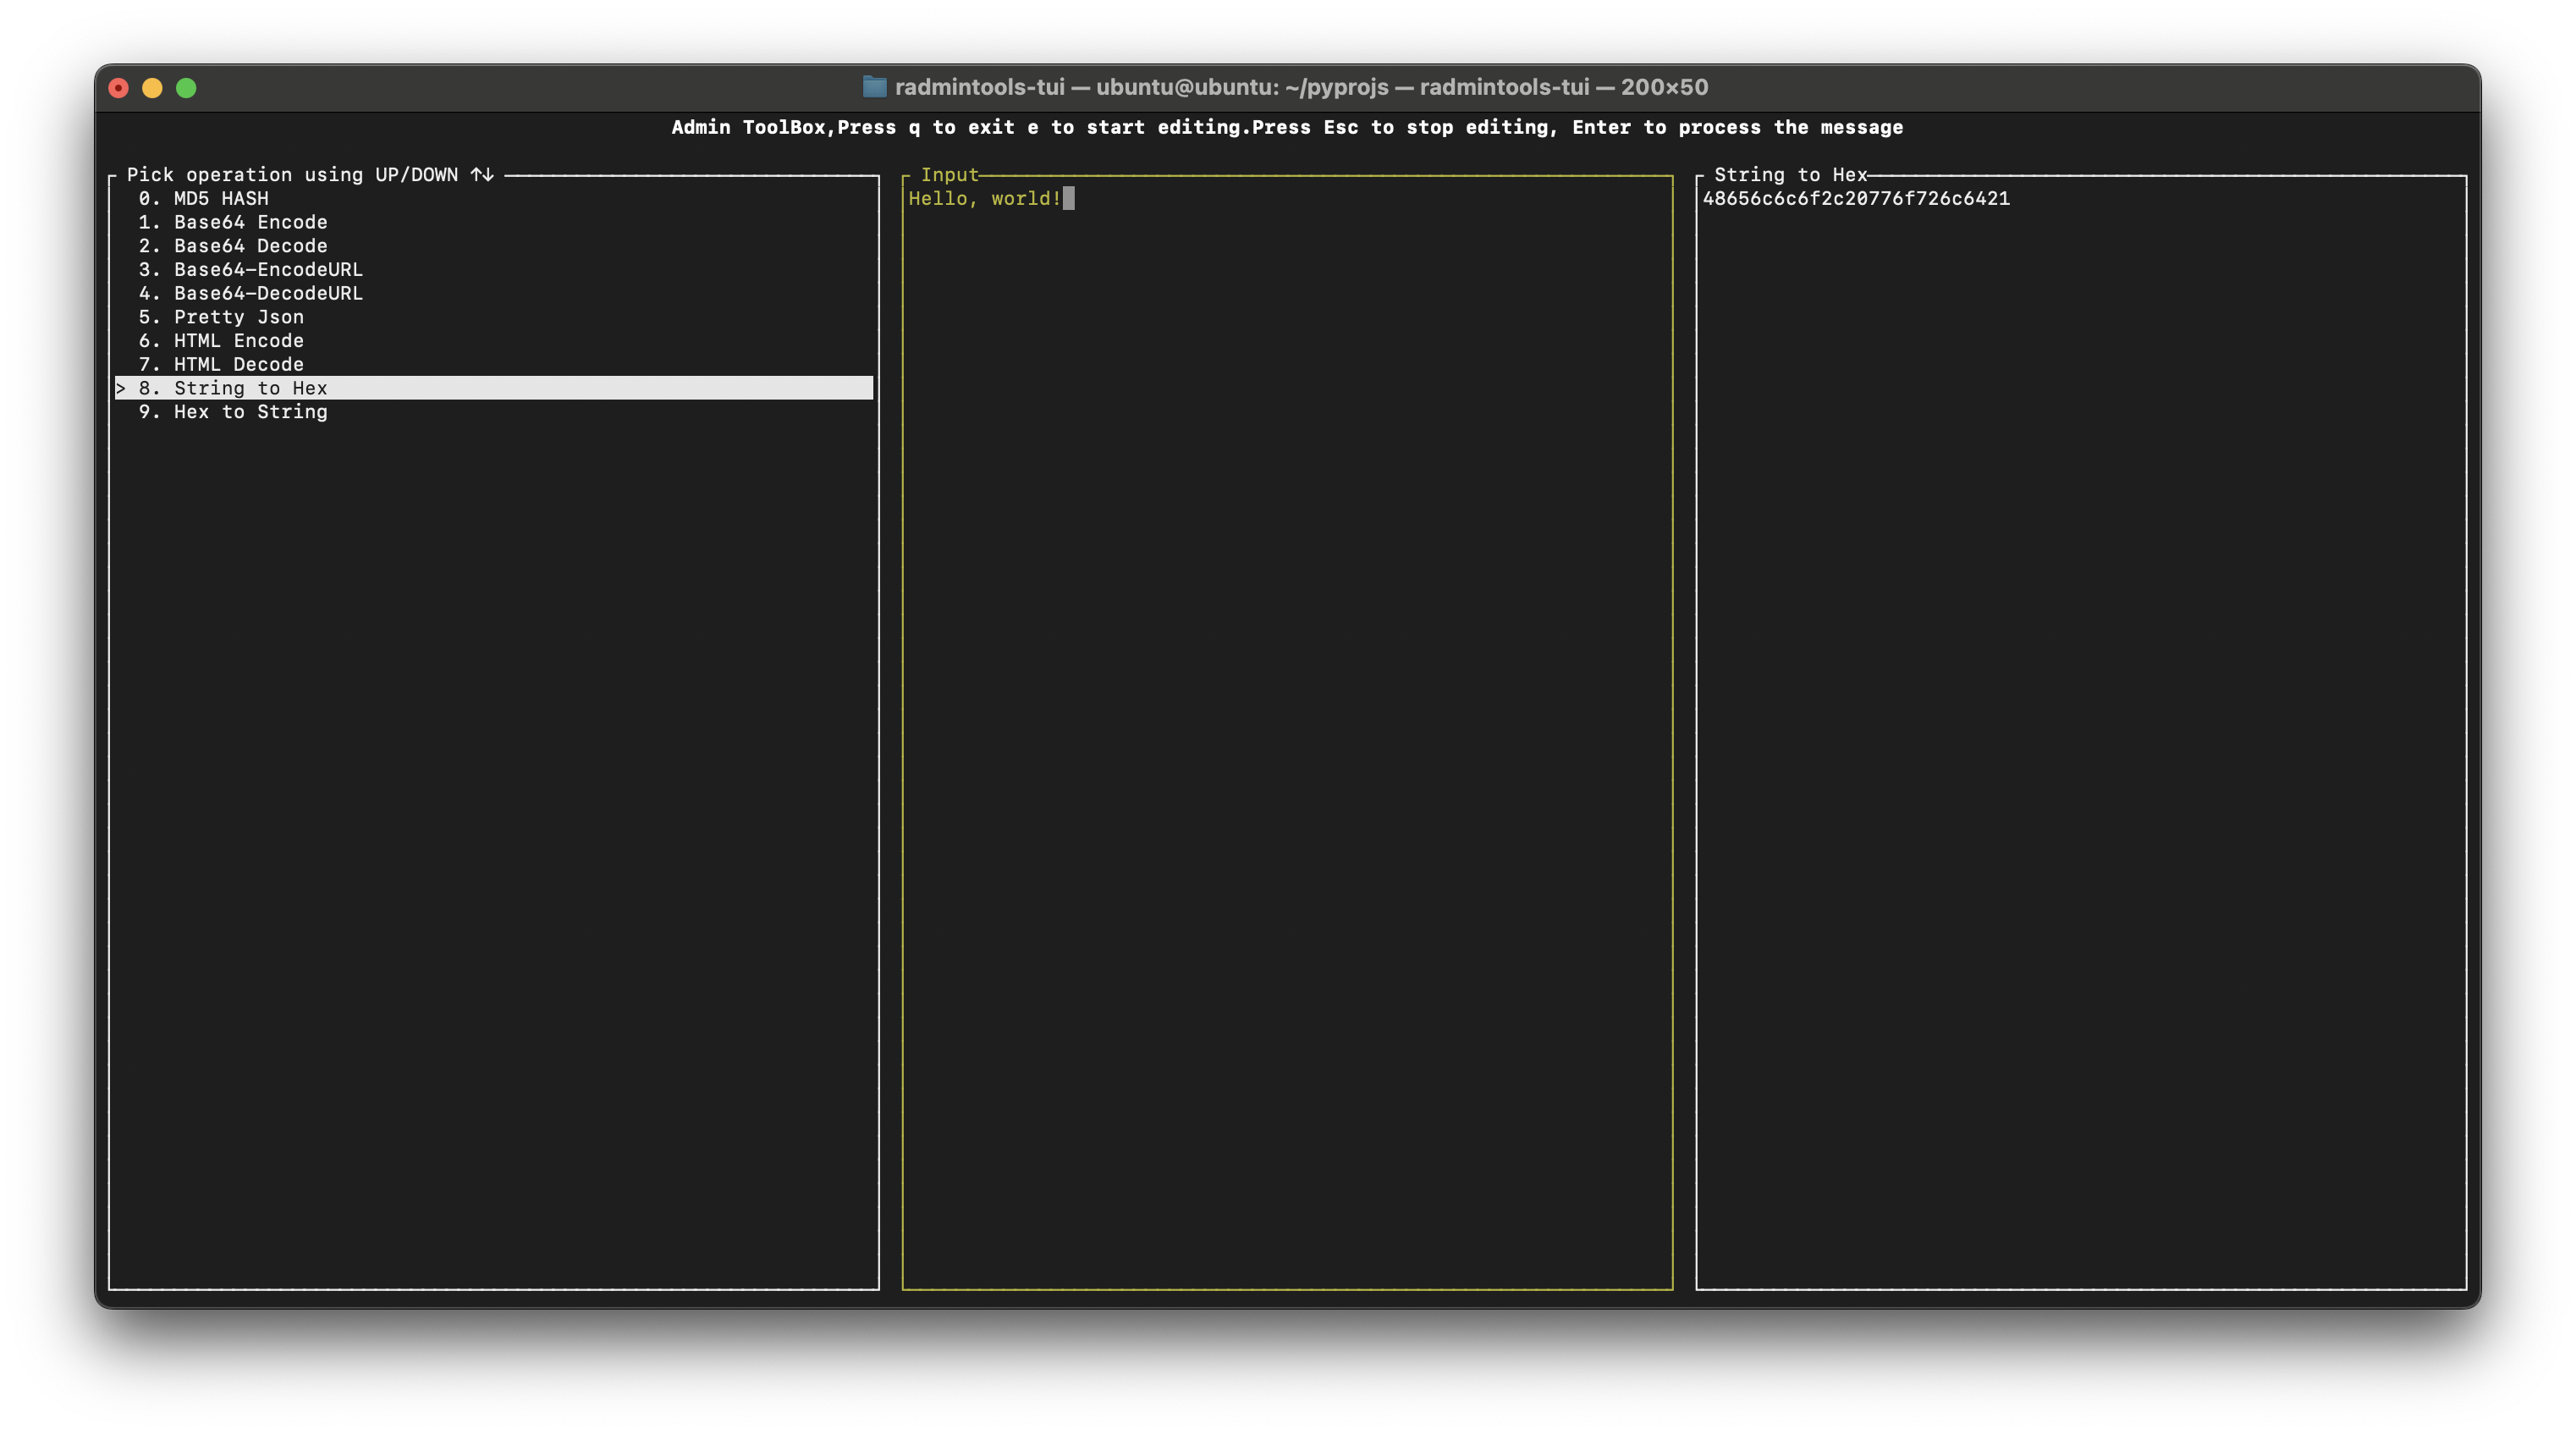 radmintools-tui — ubuntu@ubuntu: ~/pyprojs — radmintools-tui — 200×50
Admin ToolBox,Press q to exit e to start editing.Press Esc to stop editing, Enter to process the message
Pick operation using UP/DOWN ↑↓
0. MD5 HASH
1. Base64 Encode
2. Base64 Decode
3. Base64-EncodeURL
4. Base64-DecodeURL
5. Pretty Json
6. HTML Encode
7. HTML Decode
> 8. String to Hex
9. Hex to String
Input
Hello, world!
String to Hex
48656c6c6f2c20776f726c6421